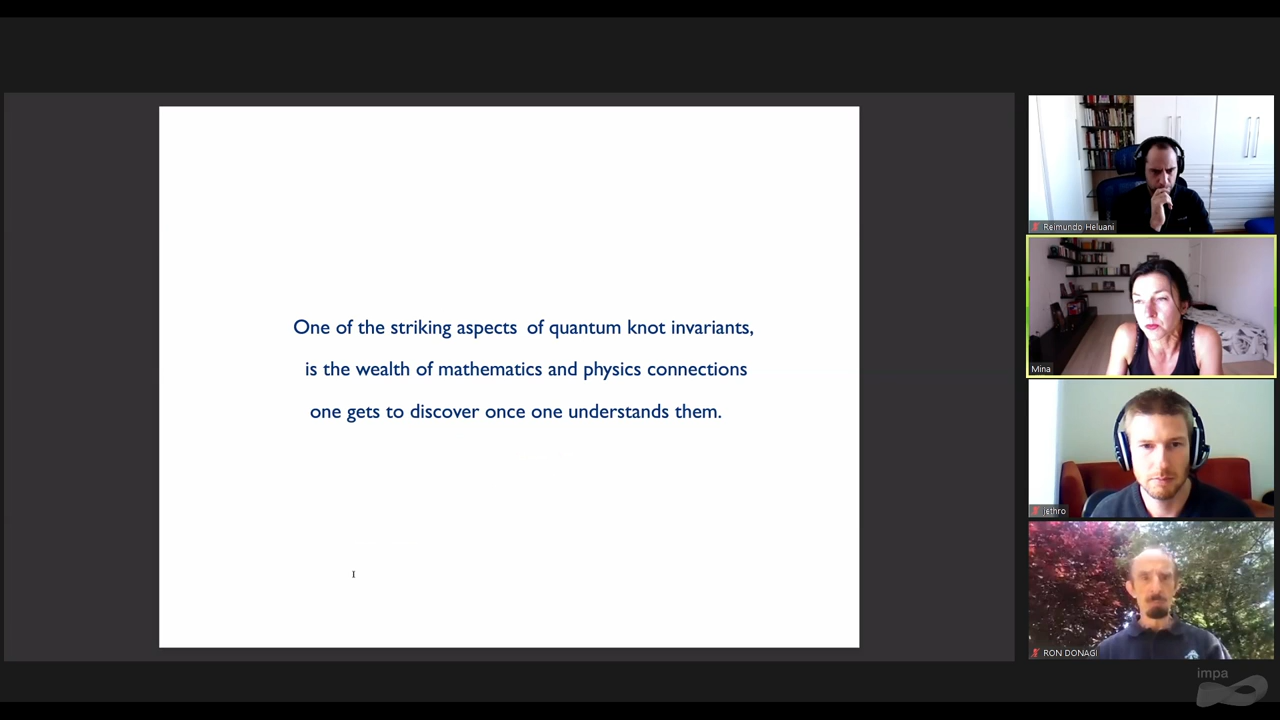 One of the striking aspects of quantum knot invariants,
is the wealth of mathematics and physics connections
one gets to discover once one understands them.
Reimundo Heluani
Mina
jethro
RON DONAGI
impa